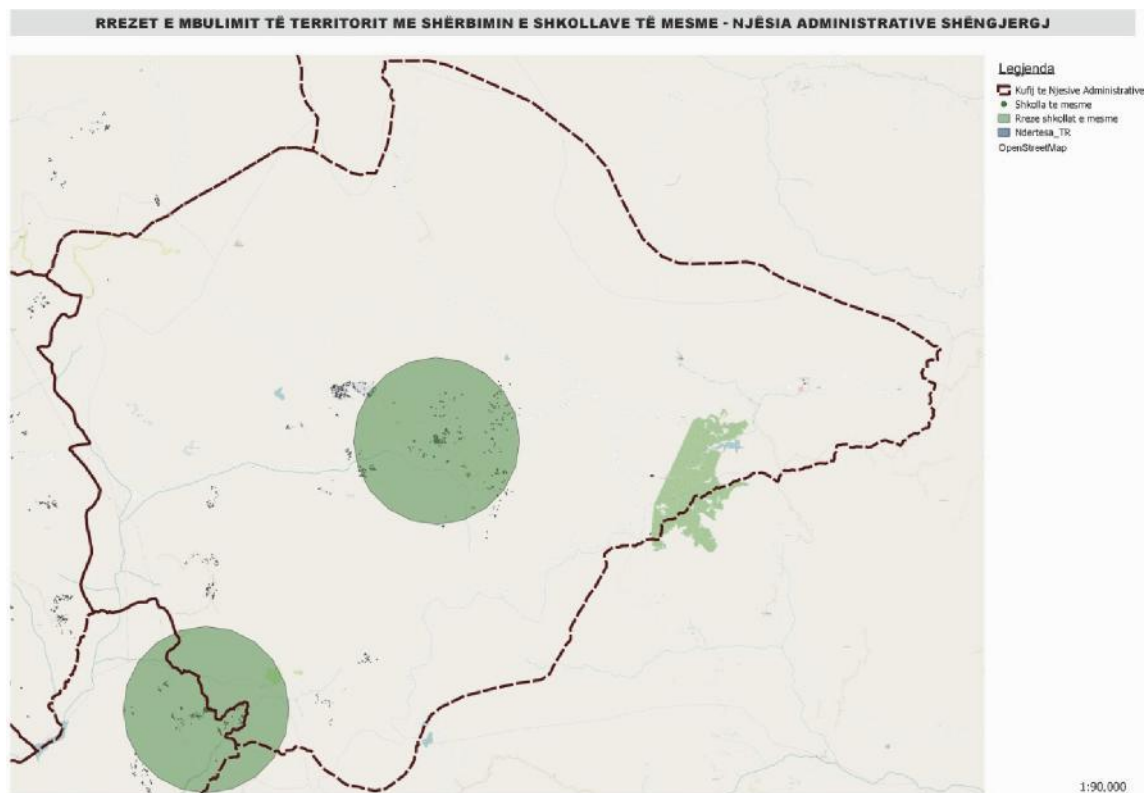 RREZET E MBULIMIT TË TERRITORIT ME SHËRBIMIN E SHKOLLAVE TË MESME - NJËSIA ADMINISTRATIVE SHËNGJERGJ
Legjenda
Kufij te Njesive Administrative
Shkolla te mesme
Rreze shkollat e mesme
Ndertesa_TR
OpenStreetMap
1:90,000